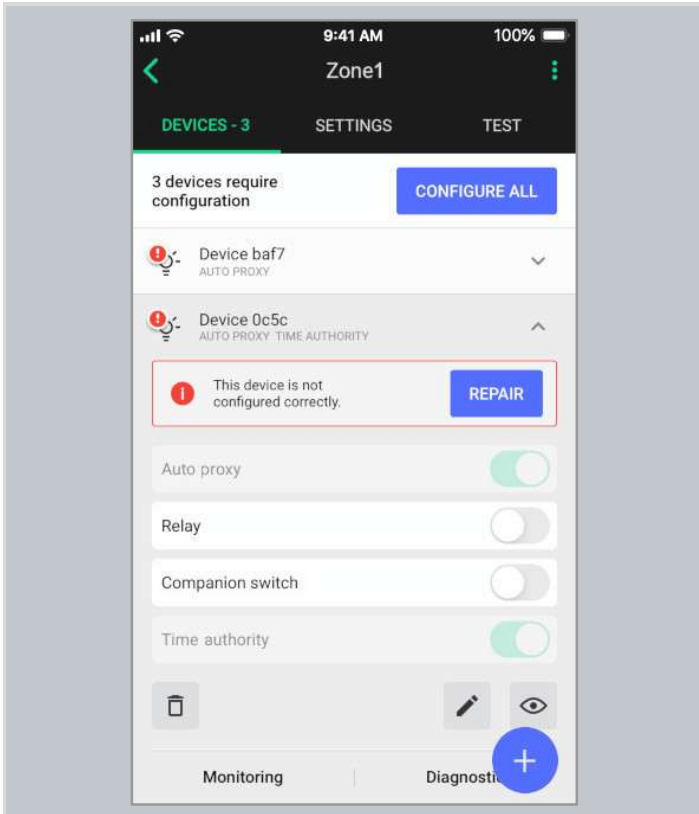 9:41 AM 100%
Zone1
DEVICES - 3 SETTINGS TEST
3 devices require
configuration
CONFIGURE ALL
Device baf7
AUTO PROXY
Device 0c5c
AUTO PROXY TIME AUTHORITY
This device is not
configured correctly.
REPAIR
Auto proxy
Relay
Companion switch
Time authority
Monitoring